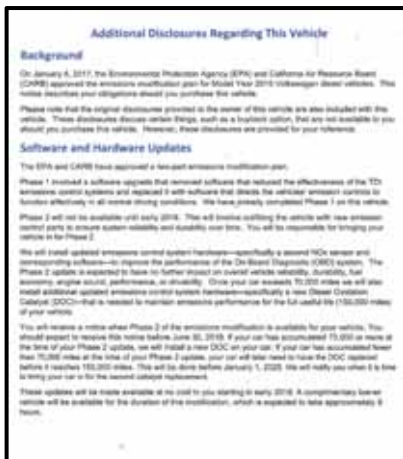 Additional Disclosures Regarding This Vehicle
Background
On January 6, 2017, the Environmental Protection Agency (EPA) and California Air Resource Board
(CARB) approved the emissions modification plan for Model Year 2015 Volkswagen diesel vehicles. This
notice describes your obligations should you purchase this vehicle.
Please note that the original disclosures provided to the owner of this vehicle are also included with this
vehicle. These disclosures discuss certain things, such as a buyback option, that are not available to you
should you purchase this vehicle. However, these disclosures are provided for your reference.
Software and Hardware Updates
The EPA and CARB have approved a two-part emissions modification plan.
Phase 1 involved a software upgrade that removed software that reduced the effectiveness of the TDI
emissions control systems and replaced it with software that directs the vehicles' emission controls to
function effectively in all normal driving conditions. We have already completed Phase 1 on this vehicle.
Phase 2 will not be available until early 2018. This will involve outfitting the vehicle with new emission
control parts to ensure system reliability and durability over time. You will be responsible for bringing your
vehicle in for Phase 2.
We will install updated emissions control system hardware—specifically a second NOx sensor and
corresponding software—to improve the performance of the On-Board Diagnostic (OBD) system. The
Phase 2 update is expected to have no further impact on overall vehicle reliability, durability, fuel
economy, engine sound, performance, or drivability. Once your car exceeds 70,000 miles we will also
install additional updated emissions control system hardware—specifically a new Diesel Oxidation
Catalyst (DOC)—that is needed to maintain emissions performance for the full useful life (150,000 miles)
of your vehicle.
You will receive a notice when Phase 2 of the emissions modification is available for your vehicle. You
should expect to receive this notice before June 30, 2018. If your car has accumulated 70,000 or more at
the time of your Phase 2 update, we will install a new DOC on your car. If your car has accumulated fewer
than 70,000 miles at the time of your Phase 2 update, your car will later need to have the DOC replaced
before it reaches 150,000 miles. This will be done before January 1, 2028. We will notify you when it is time
to bring your car in for the second catalyst replacement.
These updates will be made available at no cost to you starting in early 2018. A complimentary loaner
vehicle will be available for the duration of this modification, which is expected to take approximately
hours.